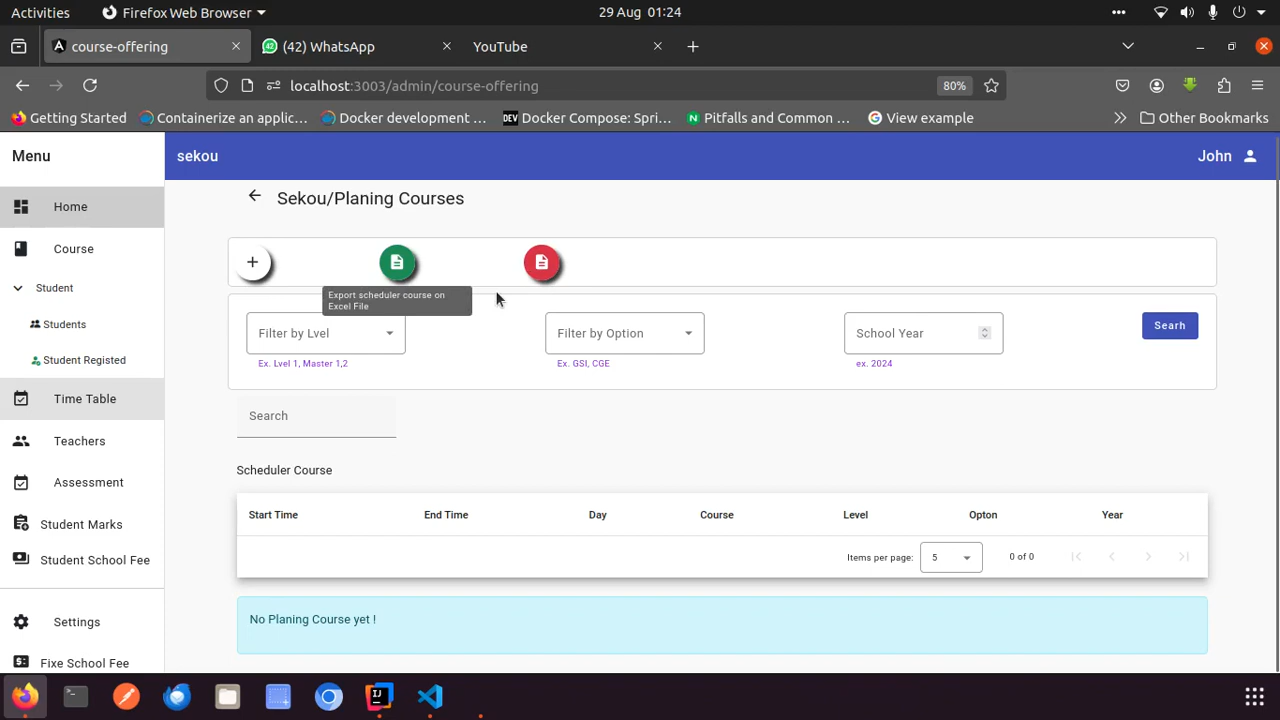 Activities Firefox Web Browser 29 Aug 01:24
course-offering (42) WhatsApp YouTube
localhost:3003/admin/course-offering 80%
Getting Started Containerize an applic... Docker development ... DEV Docker Compose: Spri... N Pitfalls and Common ... G View example Other Bookmarks
Menu sekou John
Sekou/Planing Courses
Home
Course
Student
Students
Student Registed
Time Table
Teachers
Assessment
Student Marks
Student School Fee
Settings
Fixe School Fee
Export scheduler course on
Excel File
Filter by Lvel Filter by Option School Year Searh
Ex. Lvel 1, Master 1,2 Ex. GSI, CGE ex. 2024
Search
Scheduler Course
Start Time End Time Day Course Level Opton Year
Items per page: 5 0 of 0
No Planing Course yet !